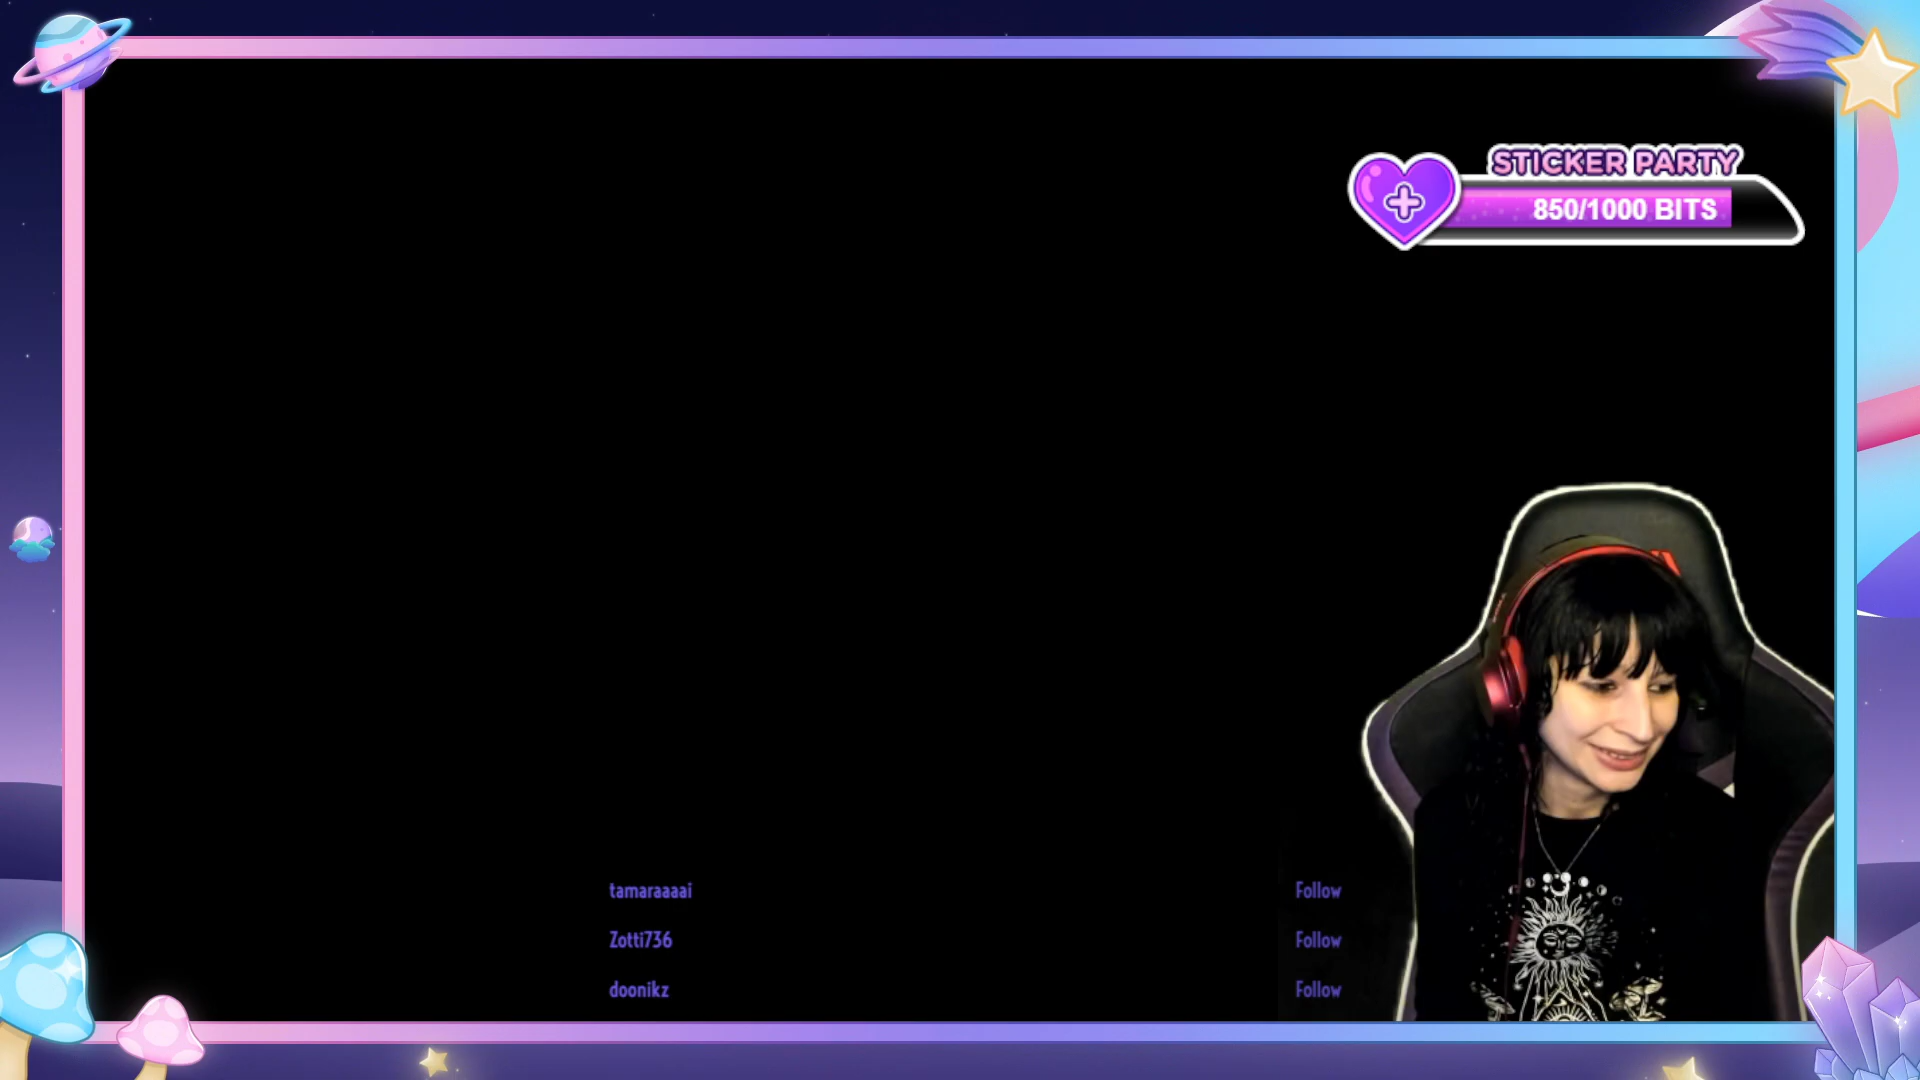 STICKER PARTY
850/1000 BITS
tamaraaaai Follow
Zotti736 Follow
doonikz Follow